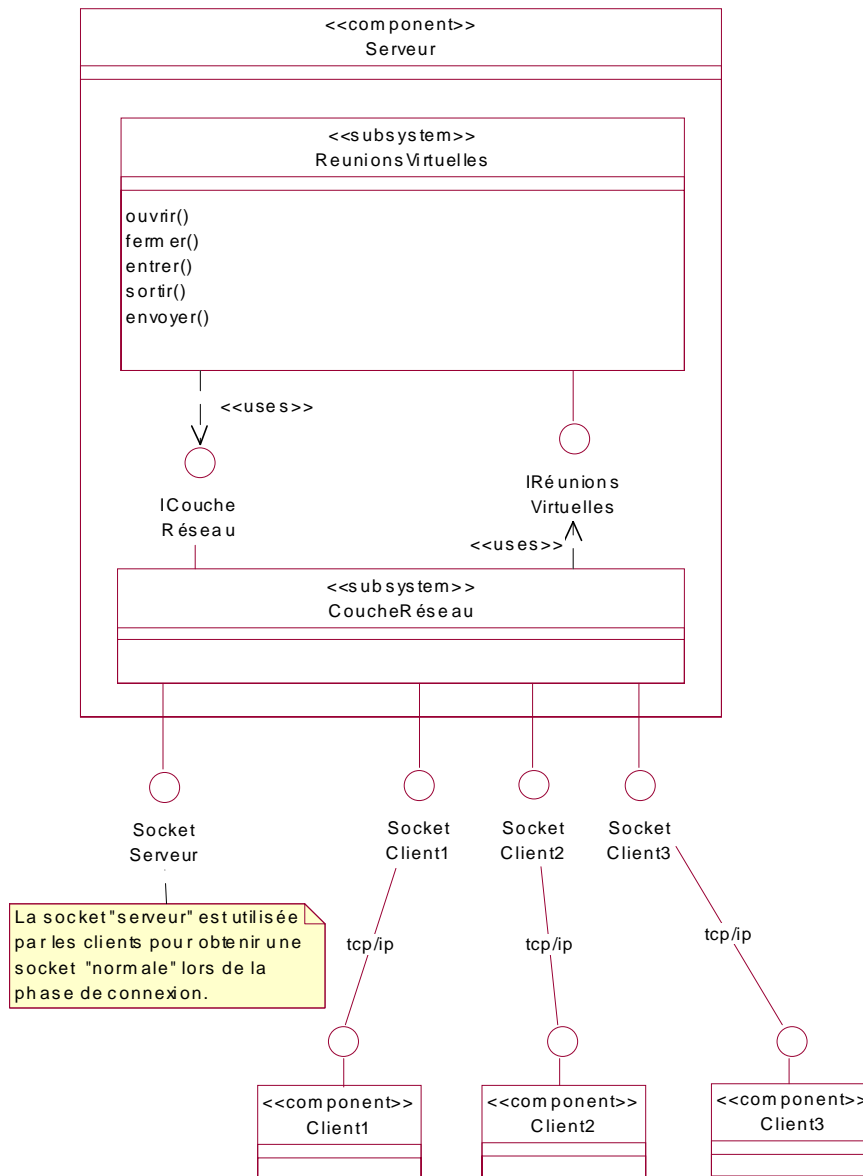 <<component>>
Serveur
<<subsystem>>
ReunionsVirtuelles
ouvrir()
fermer()
entrer()
sortir()
envoyer()
<<uses>>
ICouche
Réseau
IRéunions
Virtuelles
<<uses>>
<<subsystem>>
CoucheRéseau
Socket
Serveur
Socket
Client1
Socket
Client2
Socket
Client3
La socket "serveur" est utilisée
par les clients pour obtenir une
socket "normale" lors de la
phase de connexion.
tcp/ip
tcp/ip
tcp/ip
<<component>>
Client1
<<component>>
Client2
<<component>>
Client3